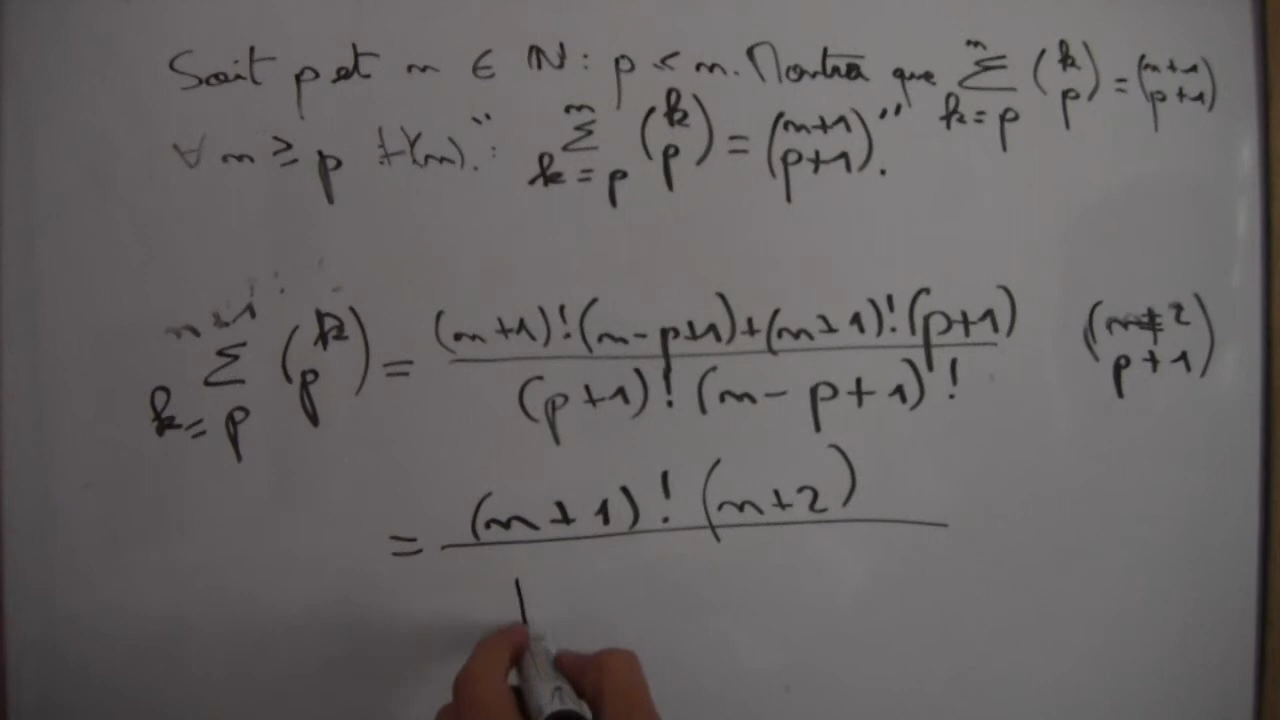 Soit p et n ∈ ℕ : p < n. Montrer que ∑_{k=p}^{n} (k p) = (n+1 p+1)
∀ n ≥ p H(n) : " ∑_{k=p}^{n} (k p) = (n+1 p+1) ".
∑_{k=p}^{n+1} (k p) = (n+1)! (n-p+1) + (n+1)! (p+1) / (p+1)! (n-p+1)! (n+2 p+1)
= (n+1)! (n+2) /